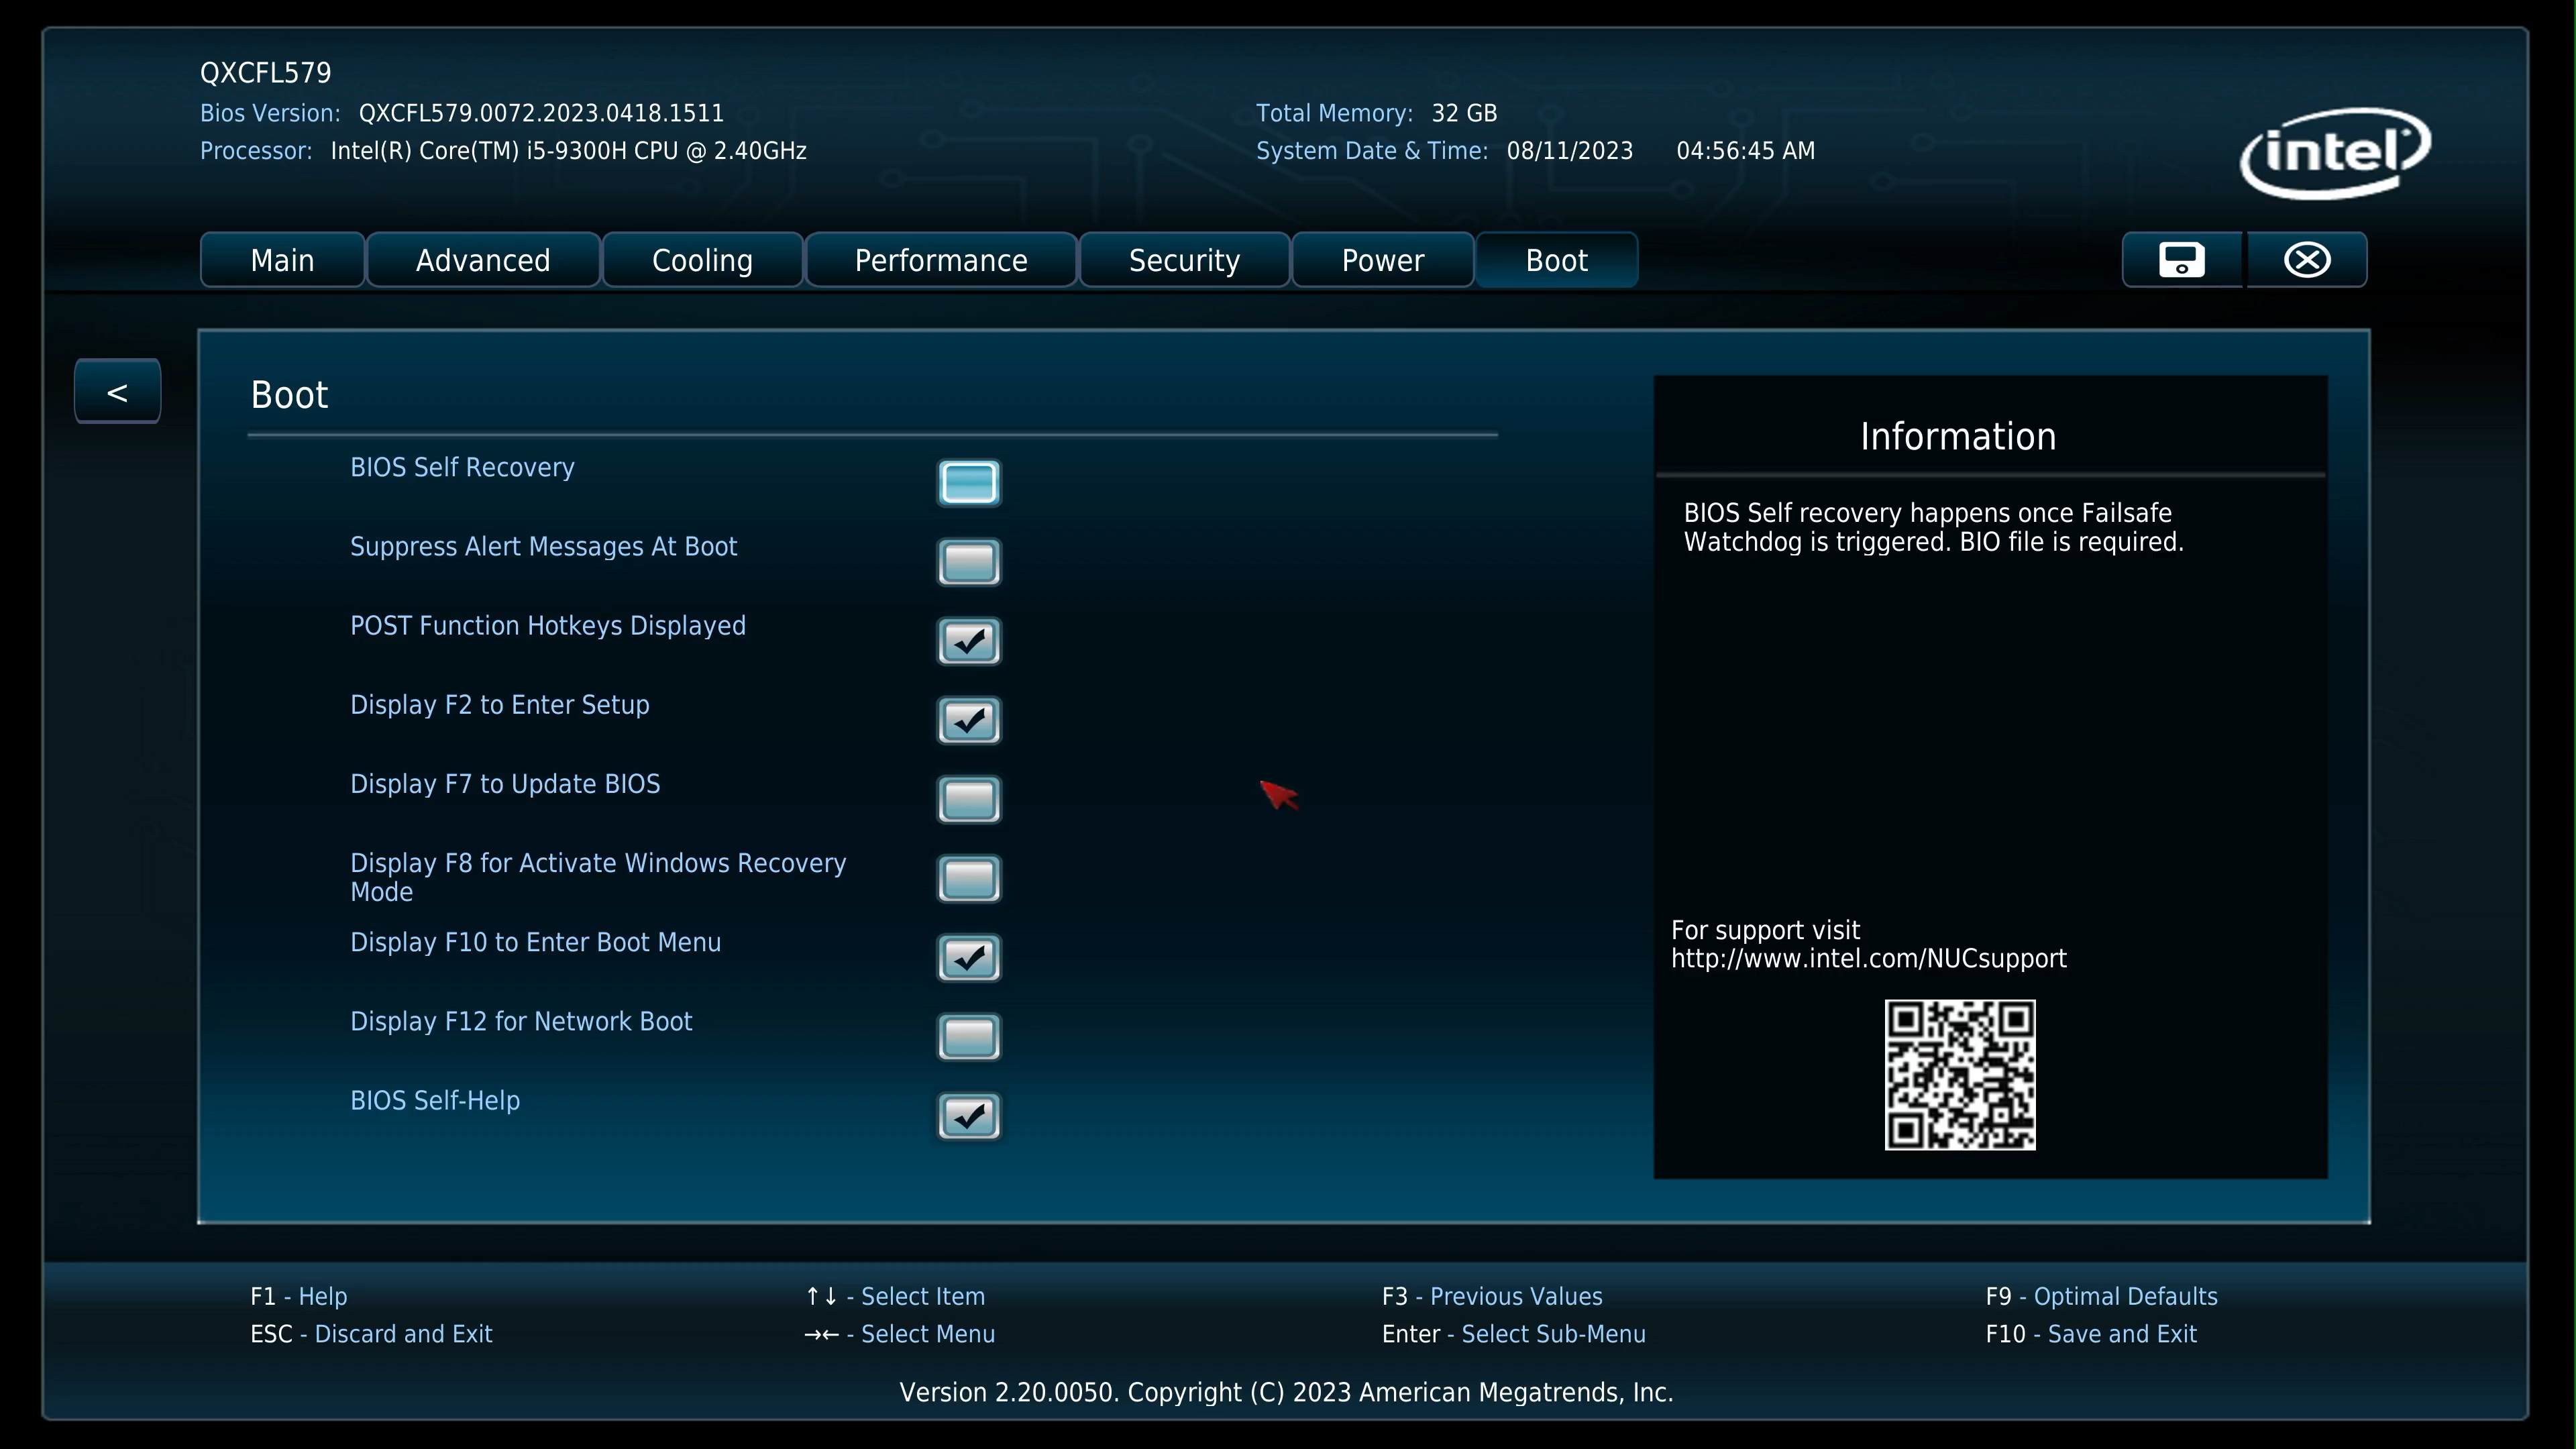 QXCFL579
Bios Version: QXCFL579.0072.2023.0418.1511
Processor: Intel(R) Core(TM) i5-9300H CPU @ 2.40GHz
Total Memory: 32 GB
System Date & Time: 08/11/2023 04:56:45 AM
intel
Main Advanced Cooling Performance Security Power Boot
<
Boot
BIOS Self Recovery
Suppress Alert Messages At Boot
POST Function Hotkeys Displayed
Display F2 to Enter Setup
Display F7 to Update BIOS
Display F8 for Activate Windows Recovery
Mode
Display F10 to Enter Boot Menu
Display F12 for Network Boot
BIOS Self-Help
Information
BIOS Self recovery happens once Failsafe
Watchdog is triggered. BIO file is required.
For support visit
http://www.intel.com/NUCsupport
F1 - Help
ESC - Discard and Exit
↑↓ - Select Item
→← - Select Menu
F3 - Previous Values
Enter - Select Sub-Menu
F9 - Optimal Defaults
F10 - Save and Exit
Version 2.20.0050. Copyright (C) 2023 American Megatrends, Inc.